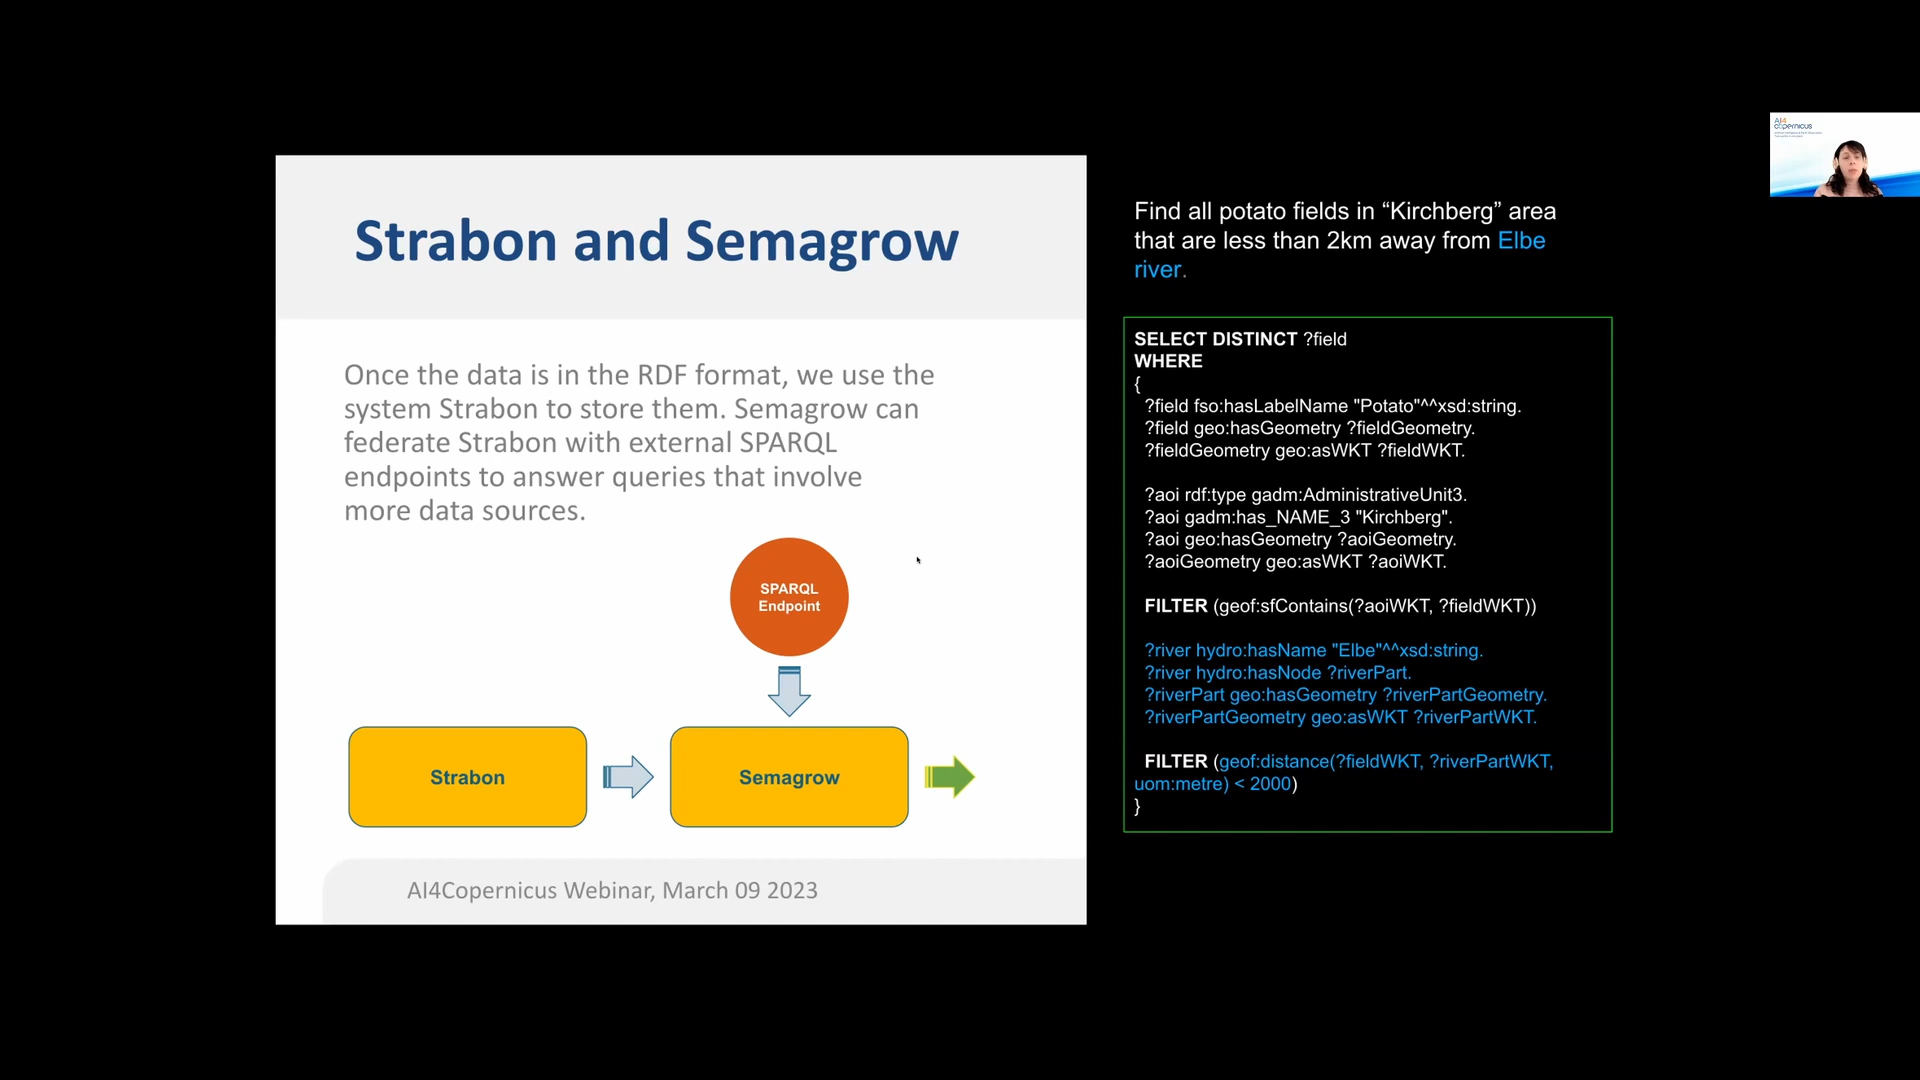 Strabon and Semagrow
Once the data is in the RDF format, we use the
system Strabon to store them. Semagrow can
federate Strabon with external SPARQL
endpoints to answer queries that involve
more data sources.
SPARQL
Endpoint
Strabon
Semagrow
AI4Copernicus Webinar, March 09 2023
Find all potato fields in “Kirchberg” area
that are less than 2km away from Elbe
river.
SELECT DISTINCT ?field
WHERE
{
?field fso:hasLabelName "Potato"^^xsd:string.
?field geo:hasGeometry ?fieldGeometry.
?fieldGeometry geo:asWKT ?fieldWKT.
?aoi rdf:type gadm:AdministrativeUnit3.
?aoi gadm:has_NAME_3 "Kirchberg".
?aoi geo:hasGeometry ?aoiGeometry.
?aoiGeometry geo:asWKT ?aoiWKT.
FILTER (geof:sfContains(?aoiWKT, ?fieldWKT))
?river hydro:hasName "Elbe"^^xsd:string.
?river hydro:hasNode ?riverPart.
?riverPart geo:hasGeometry ?riverPartGeometry.
?riverPartGeometry geo:asWKT ?riverPartWKT.
FILTER (geof:distance(?fieldWKT, ?riverPartWKT,
uom:metre) < 2000)
}
AI4
copernicus